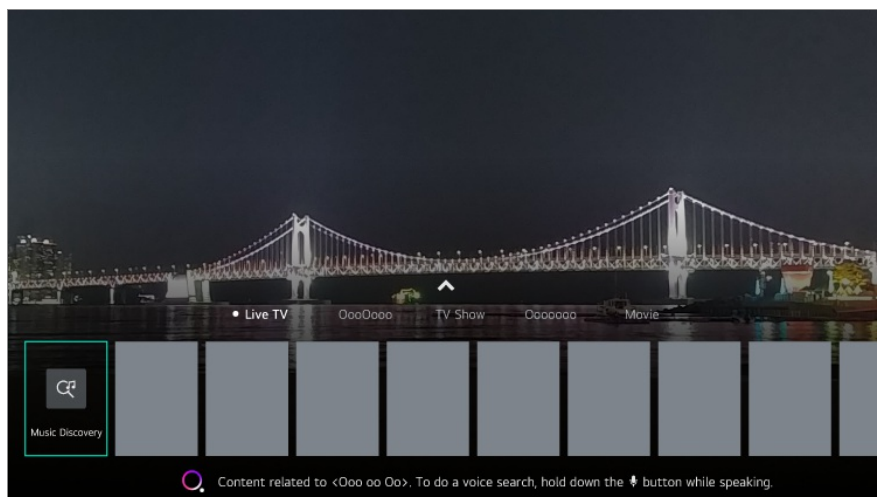 Live TV OooOooo TV Show Ooooooo Movie
Music Discovery
Content related to <Ooo oo Oo>. To do a voice search, hold down the button while speaking.